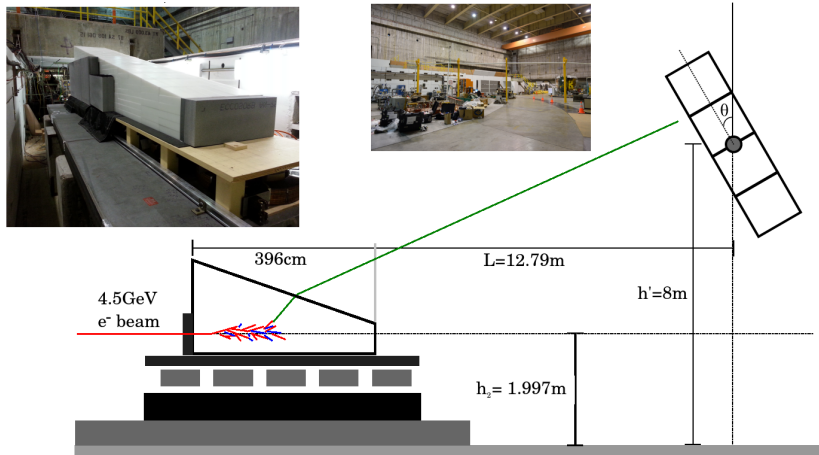 θ
396cm
L=12.79m
4.5GeV
e⁻ beam
h'=8m
h₂= 1.997m